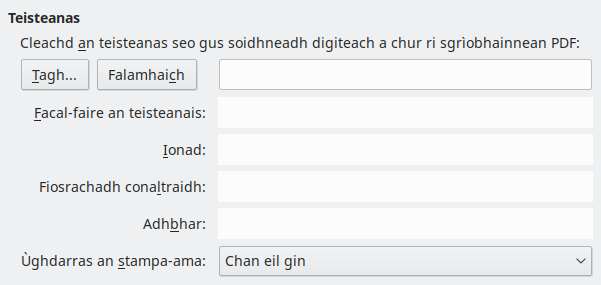 Teisteanas
Cleachd an teisteanas seo gus soidhneadh digiteach a chur ri sgrìobhainnean PDF:
Tagh... Falamhaich
Facal-faire an teisteanais:
Ionad:
Fiosrachadh conaltraidh:
Adhbhar:
Ùghdarras an stampa-ama: Chan eil gin